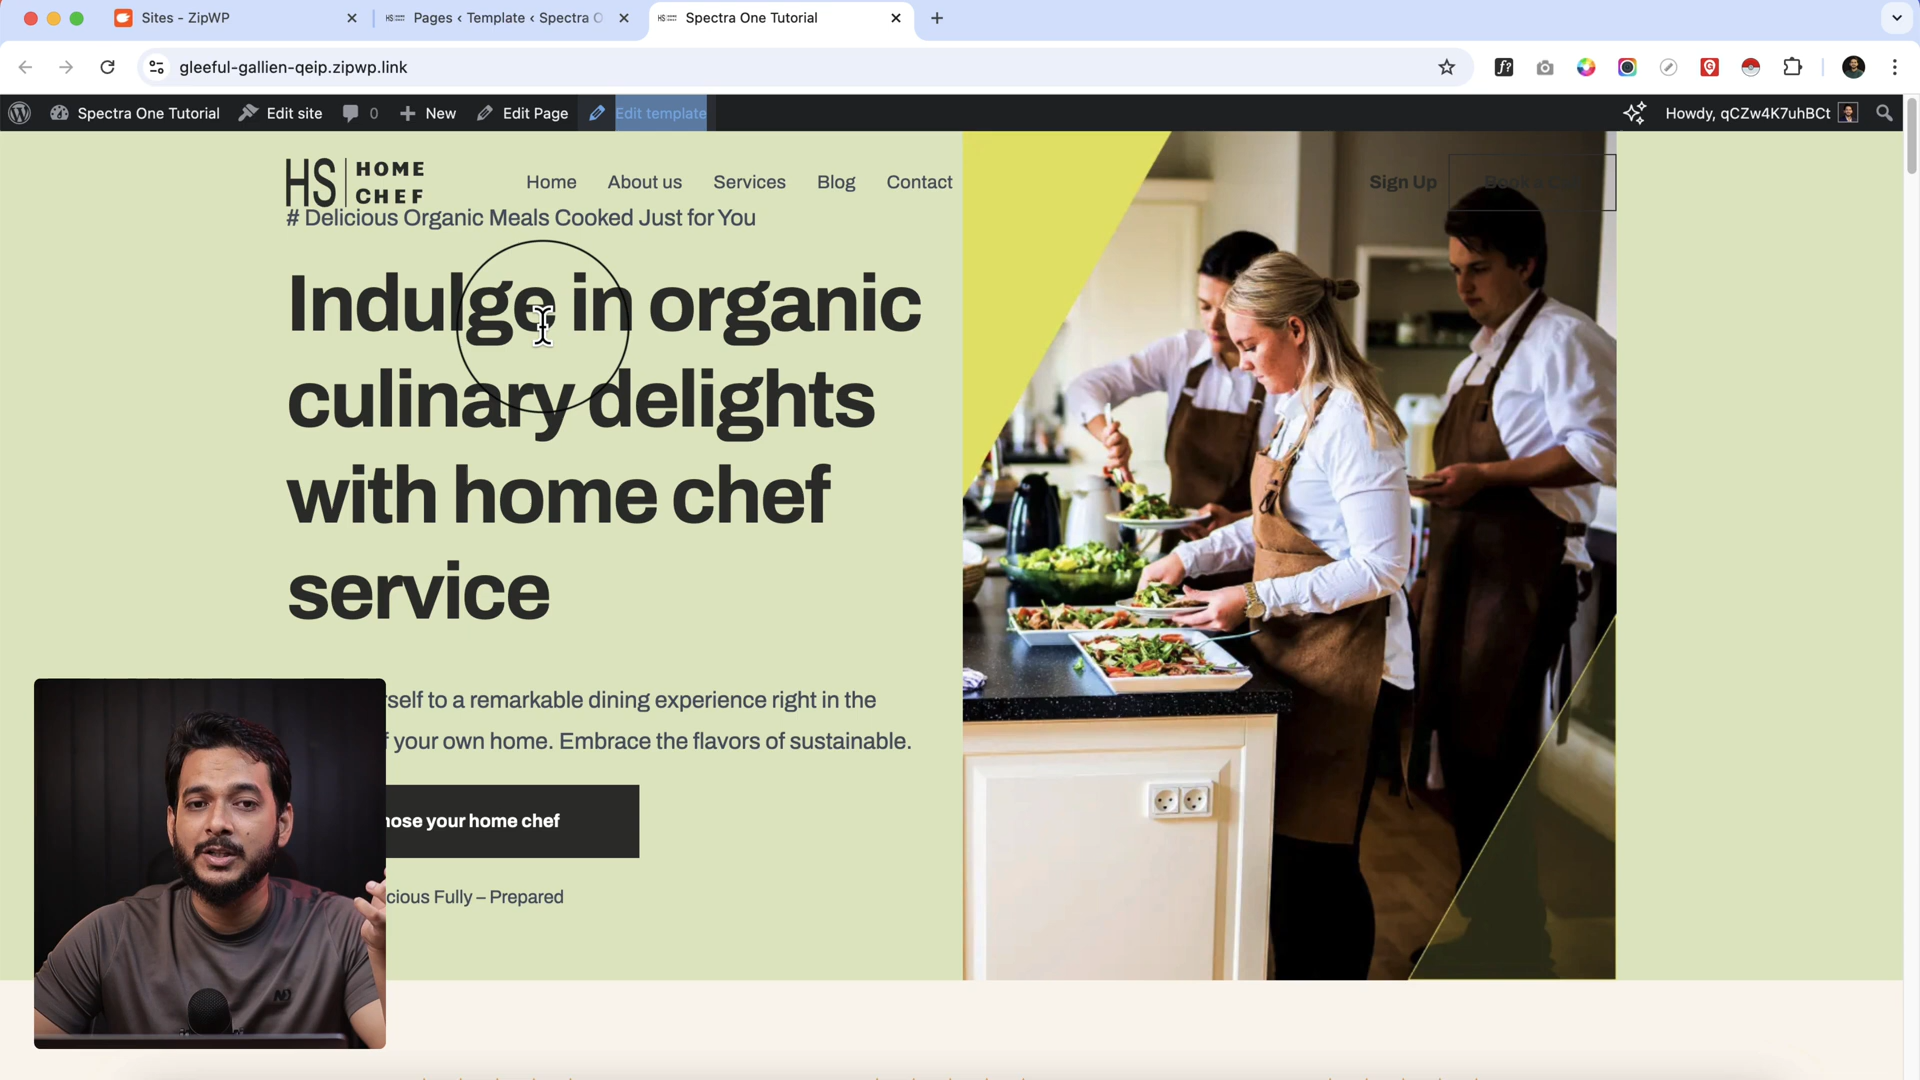 Sites - ZipWP
Pages ‹ Template ‹ Spectra O
Spectra One Tutorial
gleeful-gallien-qeip.zipwp.link
Spectra One Tutorial
Edit site
0
New
Edit Page
Edit template
Howdy, qCZw4K7uhBCt
HS HOME CHEF
Home
About us
Services
Blog
Contact
Sign Up
# Delicious Organic Meals Cooked Just for You
Indulge in organic
culinary delights
with home chef
service
rself to a remarkable dining experience right in the
f your own home. Embrace the flavors of sustainable.
hose your home chef
cious Fully – Prepared